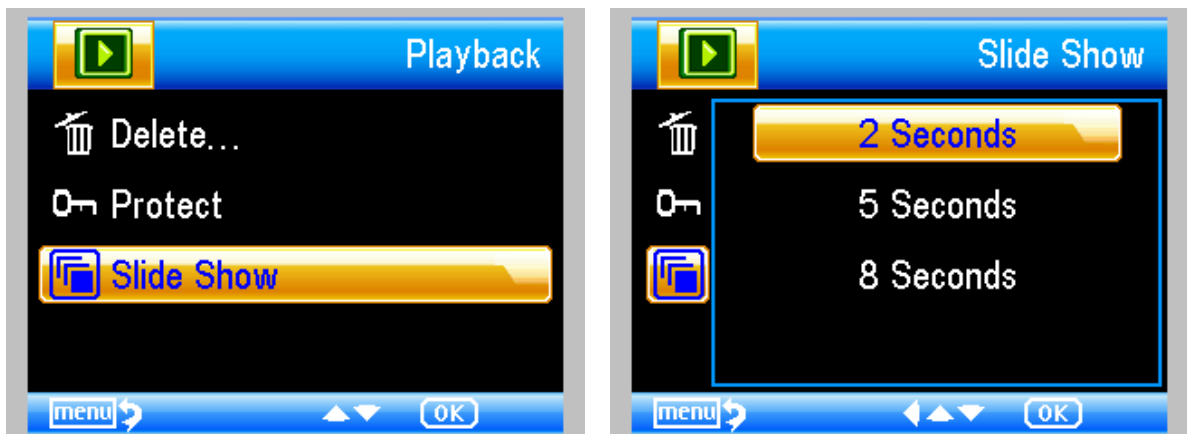 Playback
Delete...
Protect
Slide Show
menu
OK
Slide Show
2 Seconds
5 Seconds
8 Seconds
menu
OK